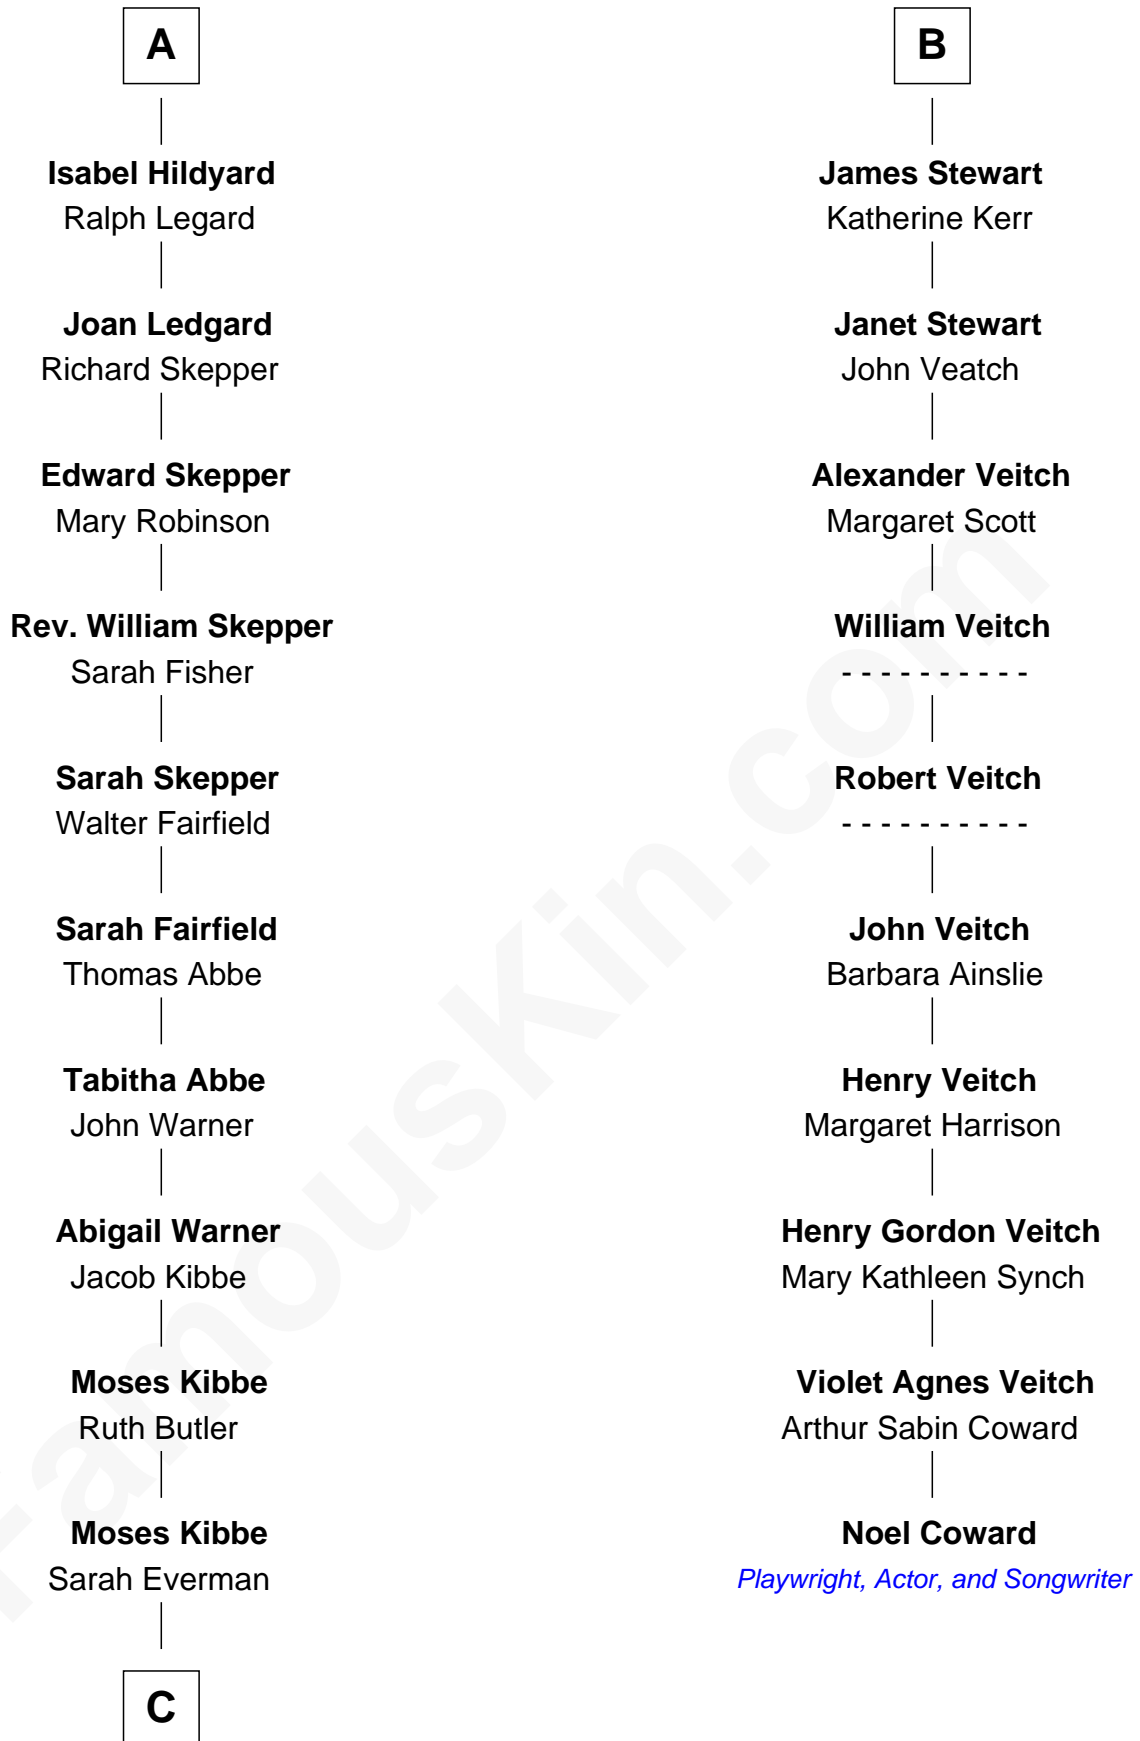 A
Isabel Hildyard
Ralph Legard
Joan Ledgard
Richard Skepper
Edward Skepper
Mary Robinson
Rev. William Skepper
Sarah Fisher
Sarah Skepper
Walter Fairfield
Sarah Fairfield
Thomas Abbe
Tabitha Abbe
John Warner
Abigail Warner
Jacob Kibbe
Moses Kibbe
Ruth Butler
Moses Kibbe
Sarah Everman
C
B
James Stewart
Katherine Kerr
Janet Stewart
John Veatch
Alexander Veitch
Margaret Scott
William Veitch
- - - - - - - - - -
Robert Veitch
- - - - - - - - - -
John Veitch
Barbara Ainslie
Henry Veitch
Margaret Harrison
Henry Gordon Veitch
Mary Kathleen Synch
Violet Agnes Veitch
Arthur Sabin Coward
Noel Coward
Playwright, Actor, and Songwriter
FamousKin.com